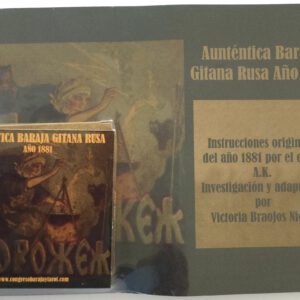 Aunténtica Bara
Gitana Rusa Año
Instrucciones origin
del año 1881 por el
A.K.
Investigación y adap
por
Victoria Braojos Ni
TICA BARAJA GITANA RUSA
AÑO 1881
ОРОЖЕЖ
КЕЖ
www.congresobarajaytarot.com